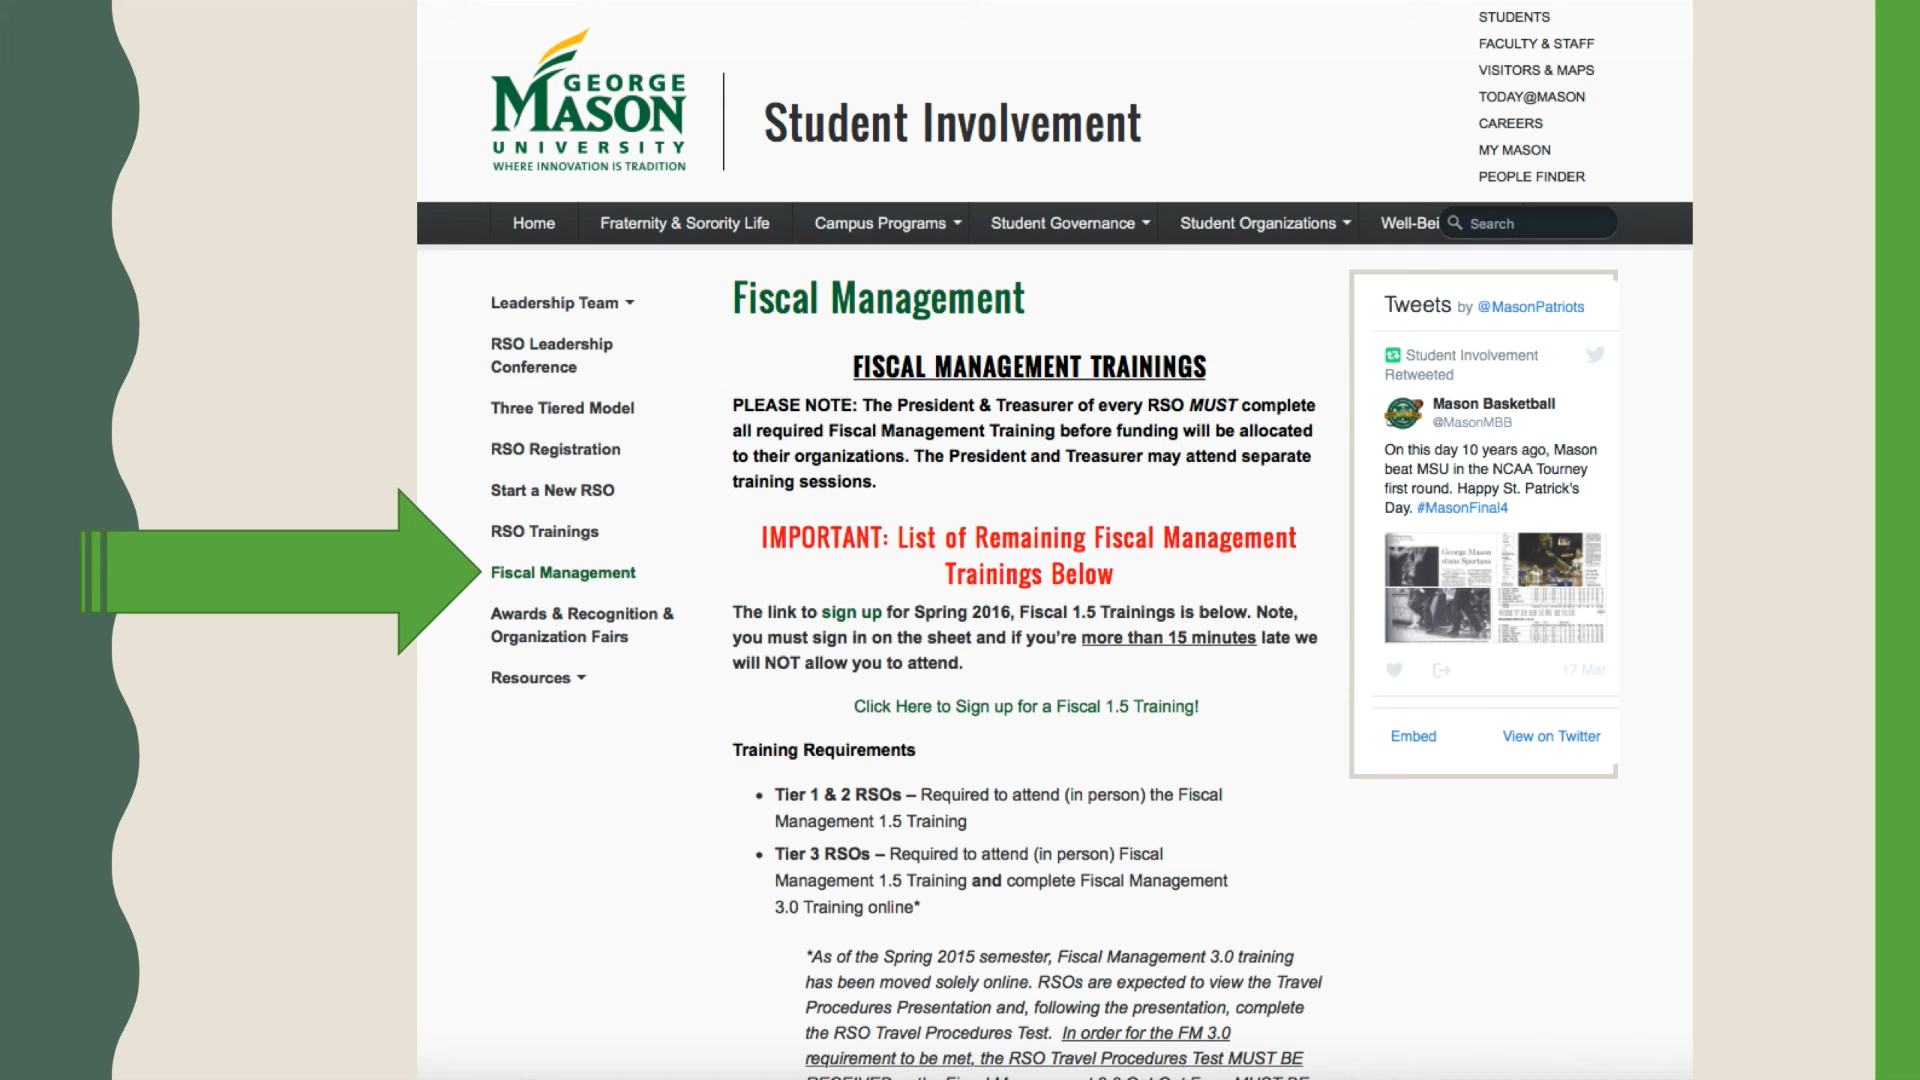 GEORGE
MASON
UNIVERSITY
WHERE INNOVATION IS TRADITION
Student Involvement
STUDENTS
FACULTY & STAFF
VISITORS & MAPS
TODAY@MASON
CAREERS
MY MASON
PEOPLE FINDER
Home
Fraternity & Sorority Life
Campus Programs
Student Governance
Student Organizations
Well-Bei
Search
Leadership Team
RSO Leadership
Conference
Three Tiered Model
RSO Registration
Start a New RSO
RSO Trainings
Fiscal Management
Awards & Recognition &
Organization Fairs
Resources
Fiscal Management
FISCAL MANAGEMENT TRAININGS
PLEASE NOTE: The President & Treasurer of every RSO MUST complete
all required Fiscal Management Training before funding will be allocated
to their organizations. The President and Treasurer may attend separate
training sessions.
IMPORTANT: List of Remaining Fiscal Management
Trainings Below
The link to sign up for Spring 2016, Fiscal 1.5 Trainings is below. Note,
you must sign in on the sheet and if you're more than 15 minutes late we
will NOT allow you to attend.
Click Here to Sign up for a Fiscal 1.5 Training!
Training Requirements
• Tier 1 & 2 RSOs – Required to attend (in person) the Fiscal
Management 1.5 Training
• Tier 3 RSOs – Required to attend (in person) Fiscal
Management 1.5 Training and complete Fiscal Management
3.0 Training online*
*As of the Spring 2015 semester, Fiscal Management 3.0 training
has been moved solely online. RSOs are expected to view the Travel
Procedures Presentation and, following the presentation, complete
the RSO Travel Procedures Test. In order for the FM 3.0
requirement to be met, the RSO Travel Procedures Test MUST BE
Tweets by @MasonPatriots
Student Involvement
Retweeted
Mason Basketball
@MasonMBB
On this day 10 years ago, Mason
beat MSU in the NCAA Tourney
first round. Happy St. Patrick's
Day. #MasonFinal4
George Mason
stuns Spartans
17 Mar
Embed
View on Twitter